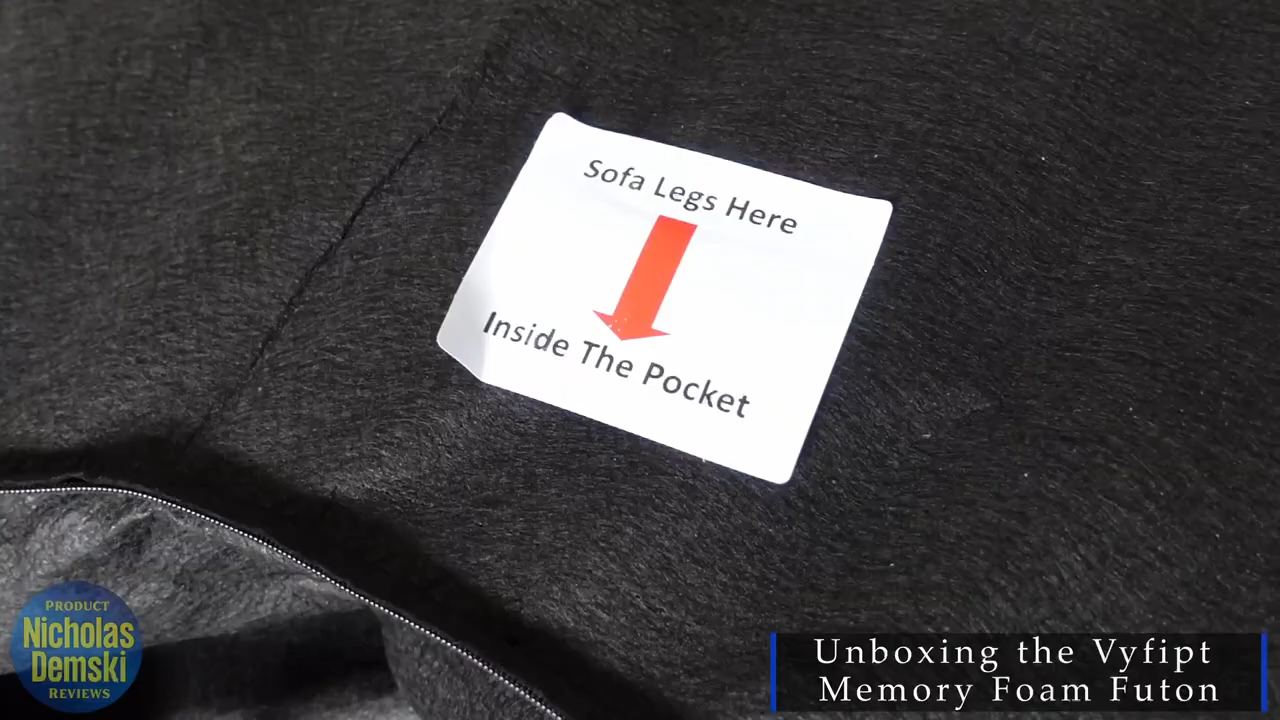 Sofa Legs Here
Inside The Pocket
PRODUCT
Nicholas
Demski
REVIEWS
Unboxing the Vyfipt
Memory Foam Futon